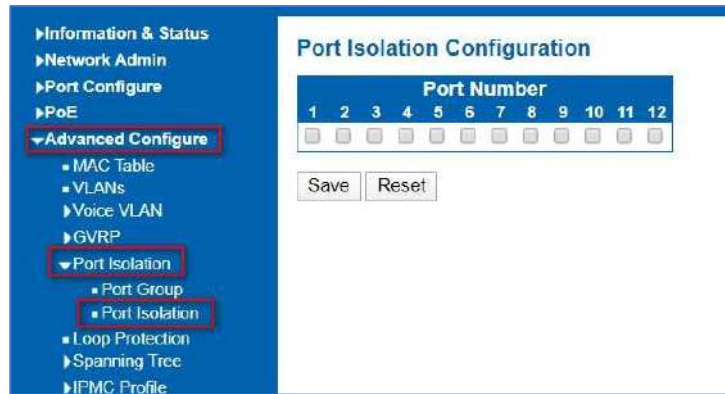 Information & Status
Network Admin
Port Configure
PoE
Advanced Configure
MAC Table
VLANs
Voice VLAN
GVRP
Port Isolation
Port Group
Port Isolation
Loop Protection
Spanning Tree
IPMC Profile
Port Isolation Configuration
Port Number
1 2 3 4 5 6 7 8 9 10 11 12
Save Reset